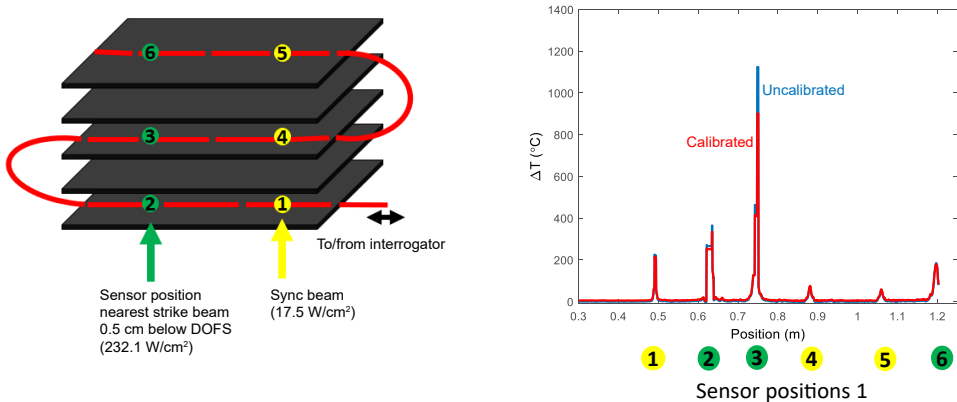 6
5
3
4
2
1
To/from interrogator
Sensor position
nearest strike beam
0.5 cm below DOFS
(232.1 W/cm²)
Sync beam
(17.5 W/cm²)
1400
1200
1000
800
600
400
200
0
ΔT (°C)
Uncalibrated
Calibrated
0.3 0.4 0.5 0.6 0.7 0.8 0.9 1 1.1 1.2
Position (m)
1 2 3 4 5 6
Sensor positions 1